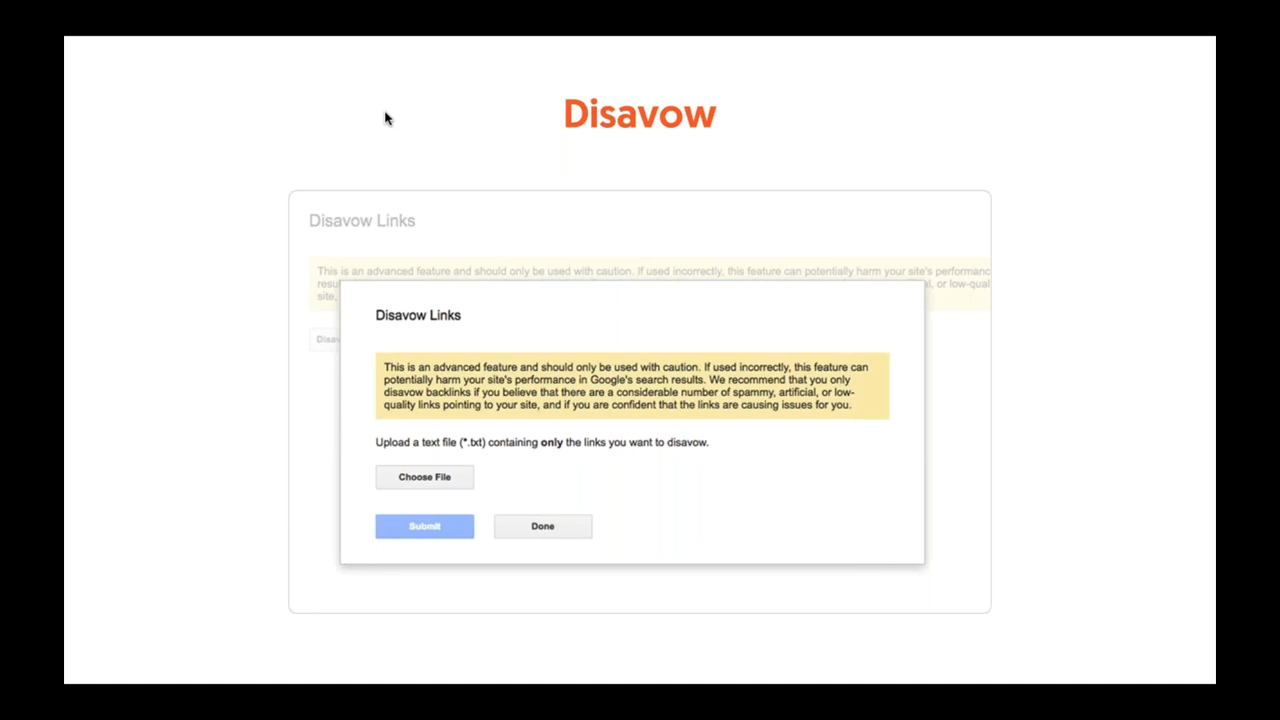 Disavow
Disavow Links
This is an advanced feature and should only be used with caution. If used incorrectly, this feature can potentially harm your site's
site,
Disavow Links
This is an advanced feature and should only be used with caution. If used incorrectly, this feature can
potentially harm your site's performance in Google's search results. We recommend that you only
disavow backlinks if you believe that there are a considerable number of spammy, artificial, or low-
quality links pointing to your site, and if you are confident that the links are causing issues for you.
Upload a text file (*.txt) containing only the links you want to disavow.
Choose File
Submit Done